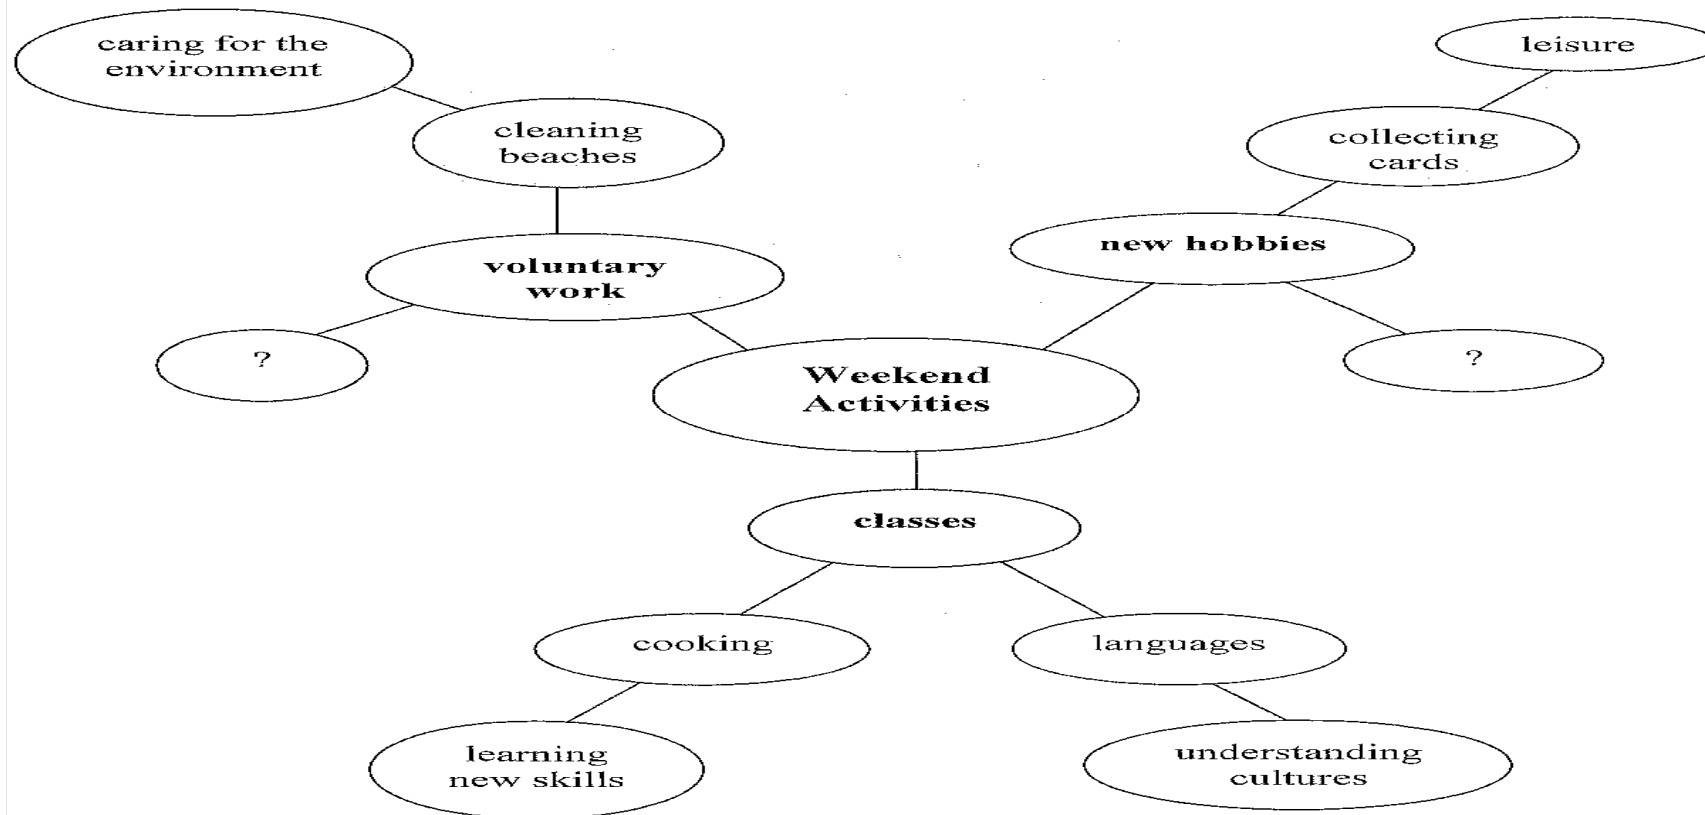 caring for the
environment
leisure
cleaning
beaches
collecting
cards
new hobbies
voluntary
work
?
?
Weekend
Activities
classes
cooking
languages
learning
new skills
understanding
cultures